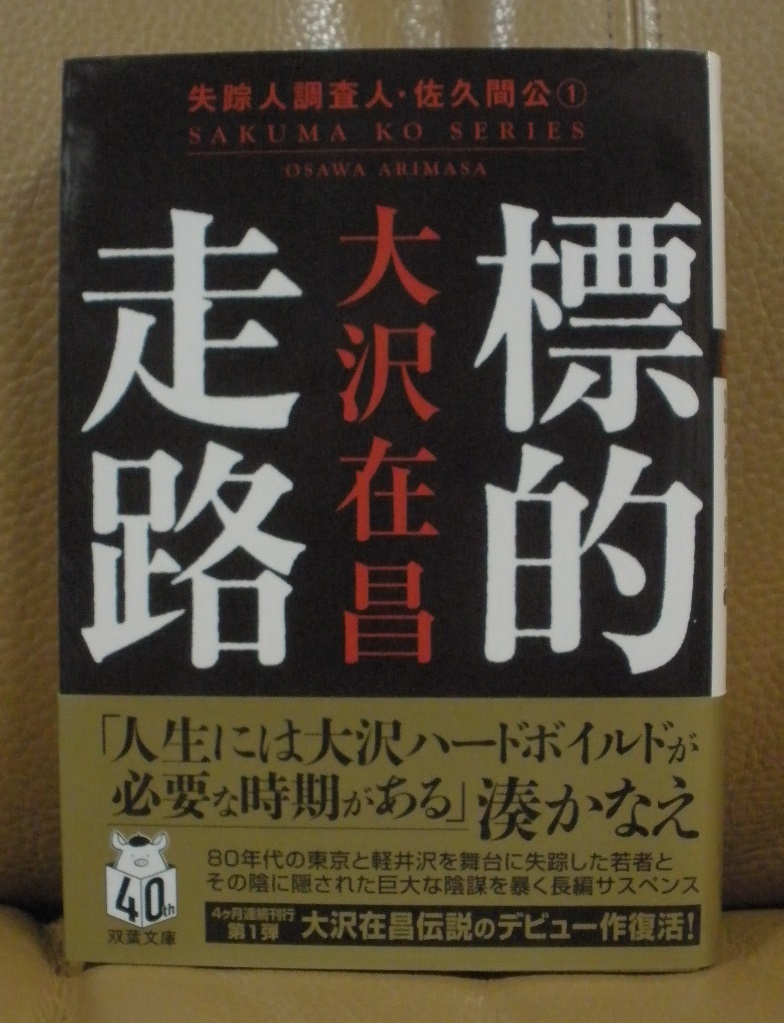 失踪人調査人・佐久間公①
SAKUMA KO SERIES
OSAWA ARIMASA
標的
走路
大沢在昌
「人生には大沢ハードボイルドが
必要な時期がある」湊かなえ
80年代の東京と軽井沢を舞台に失踪した若者と
その陰に隠された巨大な陰謀を暴く長編サスペンス
4ヶ月連続刊行
第1弾
大沢在昌伝説のデビュー作復活!
40th
双葉文庫